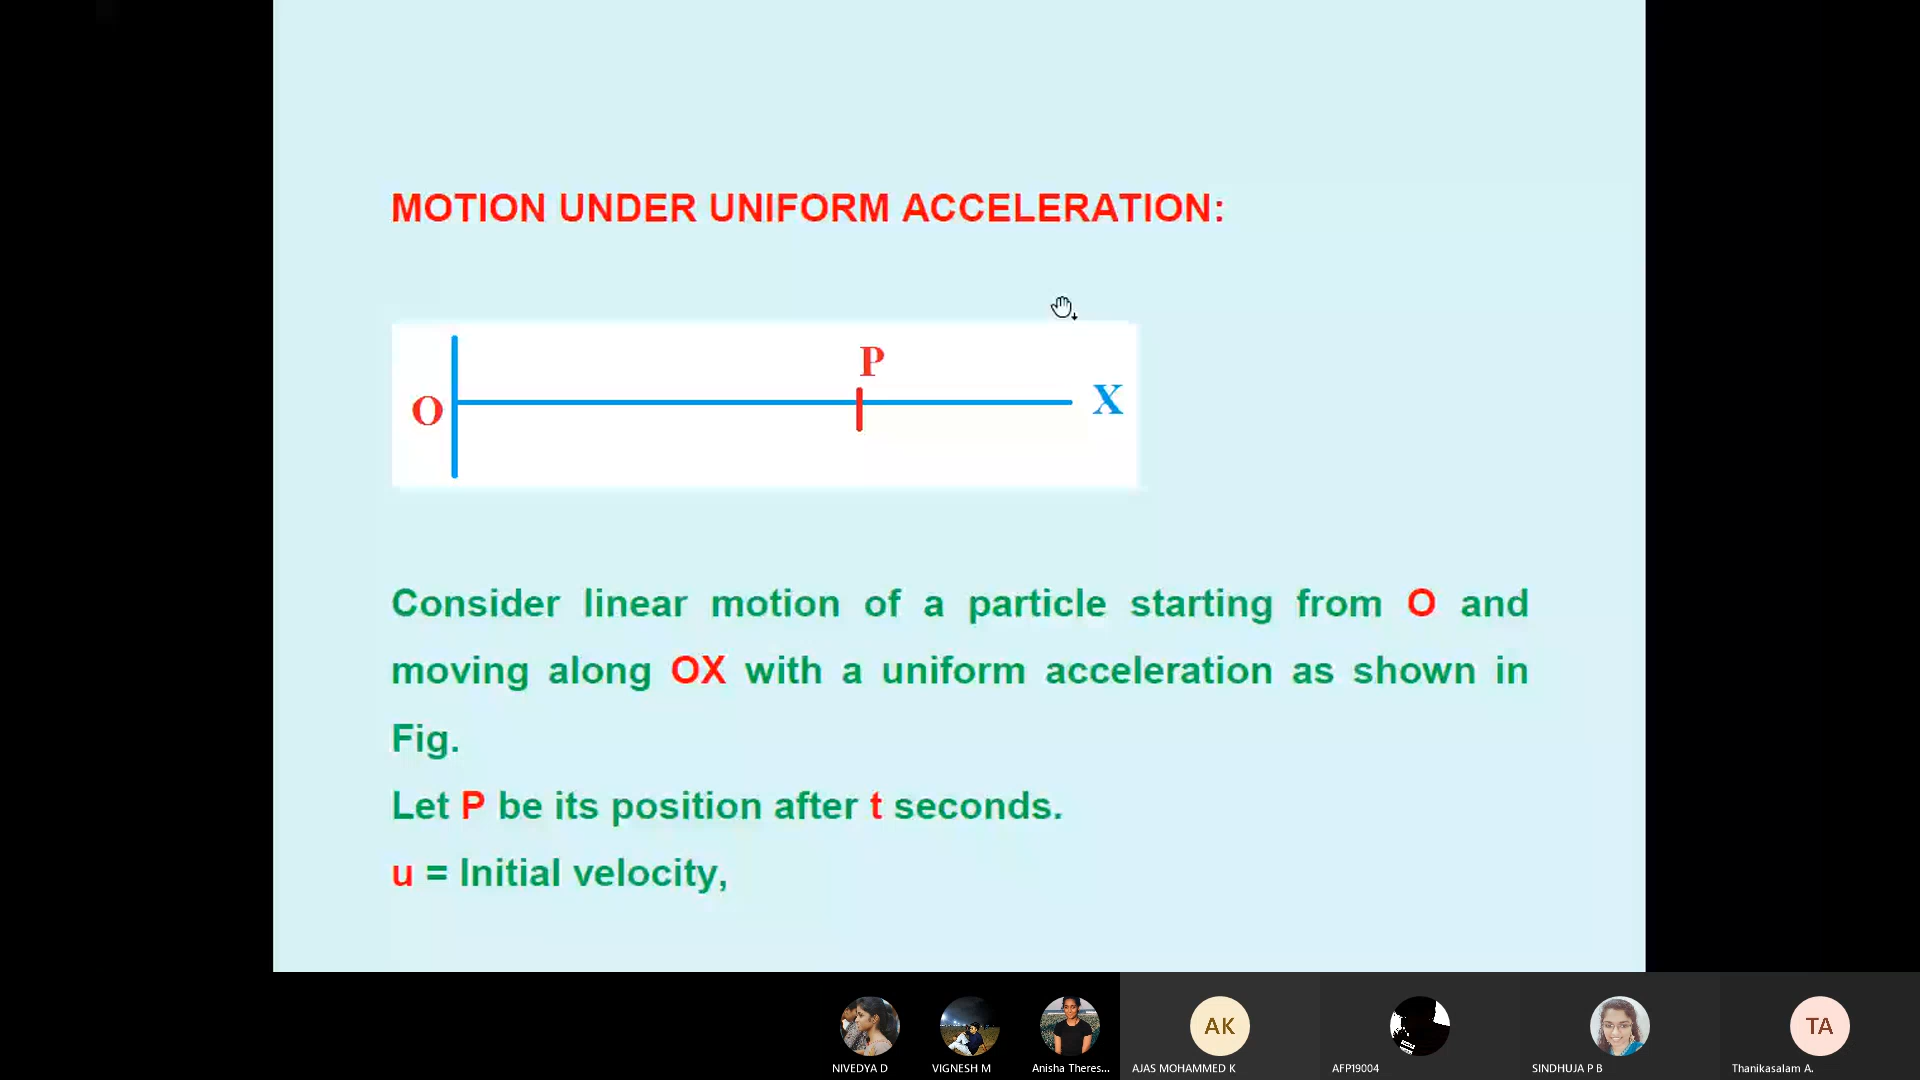 MOTION UNDER UNIFORM ACCELERATION:
P
O
X
Consider linear motion of a particle starting from O and
moving along OX with a uniform acceleration as shown in
Fig.
Let P be its position after t seconds.
u = Initial velocity,
AK
TA
NIVEDYA D
VIGNESH M
Anisha Theres...
AJAS MOHAMMED K
AFP19004
SINDHUJA P B
Thanikasalam A.